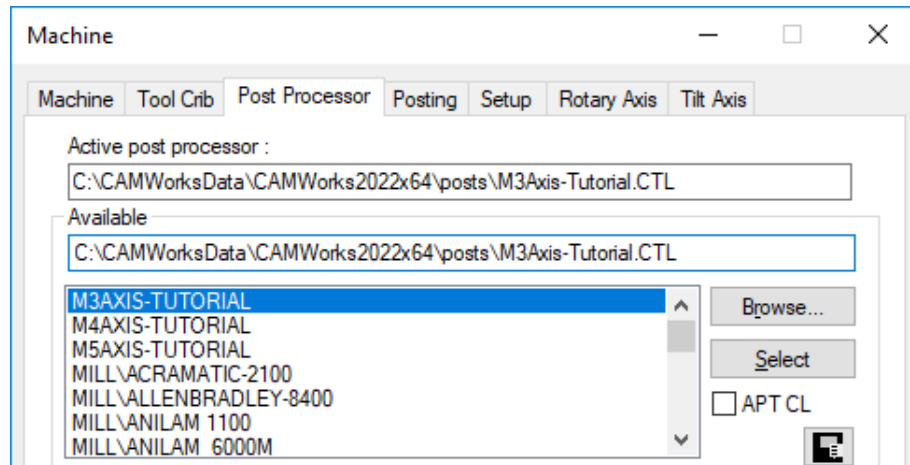 Machine
Machine Tool Crib Post Processor Posting Setup Rotary Axis Tilt Axis
Active post processor :
C:\CAMWorksData\CAMWorks2022x64\posts\M3Axis-Tutorial.CTL
Available
C:\CAMWorksData\CAMWorks2022x64\posts\M3Axis-Tutorial.CTL
M3AXIS-TUTORIAL
M4AXIS-TUTORIAL
M5AXIS-TUTORIAL
MILL\ACRAMATIC-2100
MILL\ALLENBRADLEY-8400
MILL\ANILAM 1100
MILL\ANILAM  6000M
Browse...
Select
APT CL